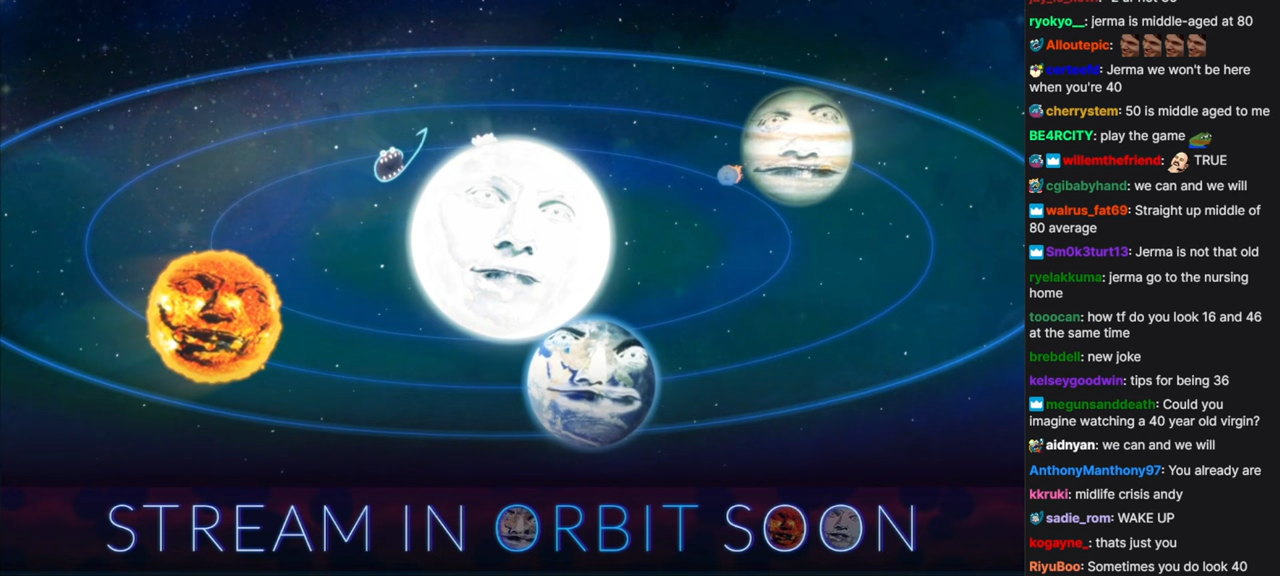 STREAM IN ORBIT SOON
ryokyo__: jerma is middle-aged at 80
Alloutepic:
: Jerma we won't be here
when you're 40
cherrystem: 50 is middle aged to me
BE4RCITY: play the game
willemthefriend: TRUE
cgibabyhand: we can and we will
walrus_fat69: Straight up middle of
80 average
Sm0k3turt13: Jerma is not that old
ryelakkuma: jerma go to the nursing
home
tooocan: how tf do you look 16 and 46
at the same time
brebdell: new joke
kelseygoodwin: tips for being 36
megunsanddeath: Could you
imagine watching a 40 year old virgin?
aidnyan: we can and we will
AnthonyManthony97: You already are
kkruki: midlife crisis andy
sadie_rom: WAKE UP
kogayne_: thats just you
RiyuBoo: Sometimes you do look 40